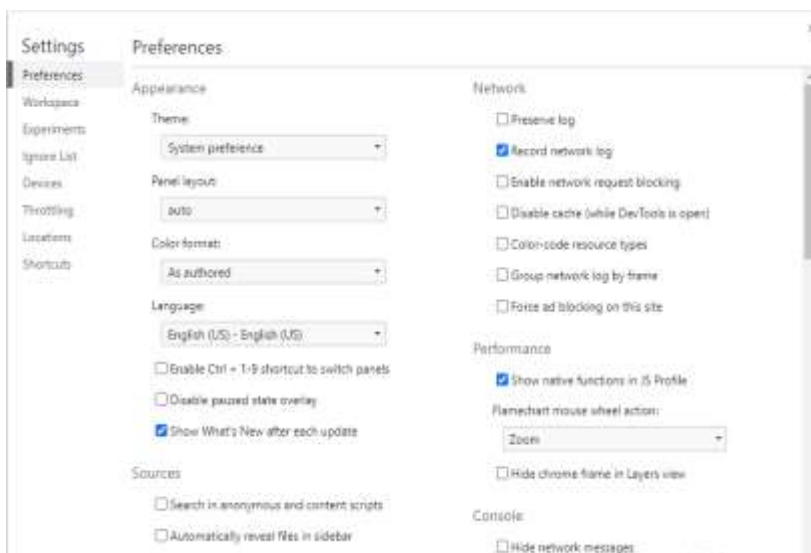 Settings
Preferences
Workspace
Experiments
Ignore List
Devices
Throttling
Locations
Shortcuts
Preferences
Appearance
Theme:
System preference
Panel layout:
auto
Color format:
As authored
Language:
English (US) - English (US)
Enable Ctrl + 1-9 shortcut to switch panels
Disable paused state overlay
Show What's New after each update
Sources
Search in anonymous and content scripts
Automatically reveal files in sidebar
Network
Preserve log
Record network log
Enable network request blocking
Disable cache (while DevTools is open)
Color-code resource types
Group network log by frame
Force ad blocking on this site
Performance
Show native functions in JS Profile
Flamechart mouse wheel action:
Zoom
Hide chrome frame in Layers view
Console
Hide network messages